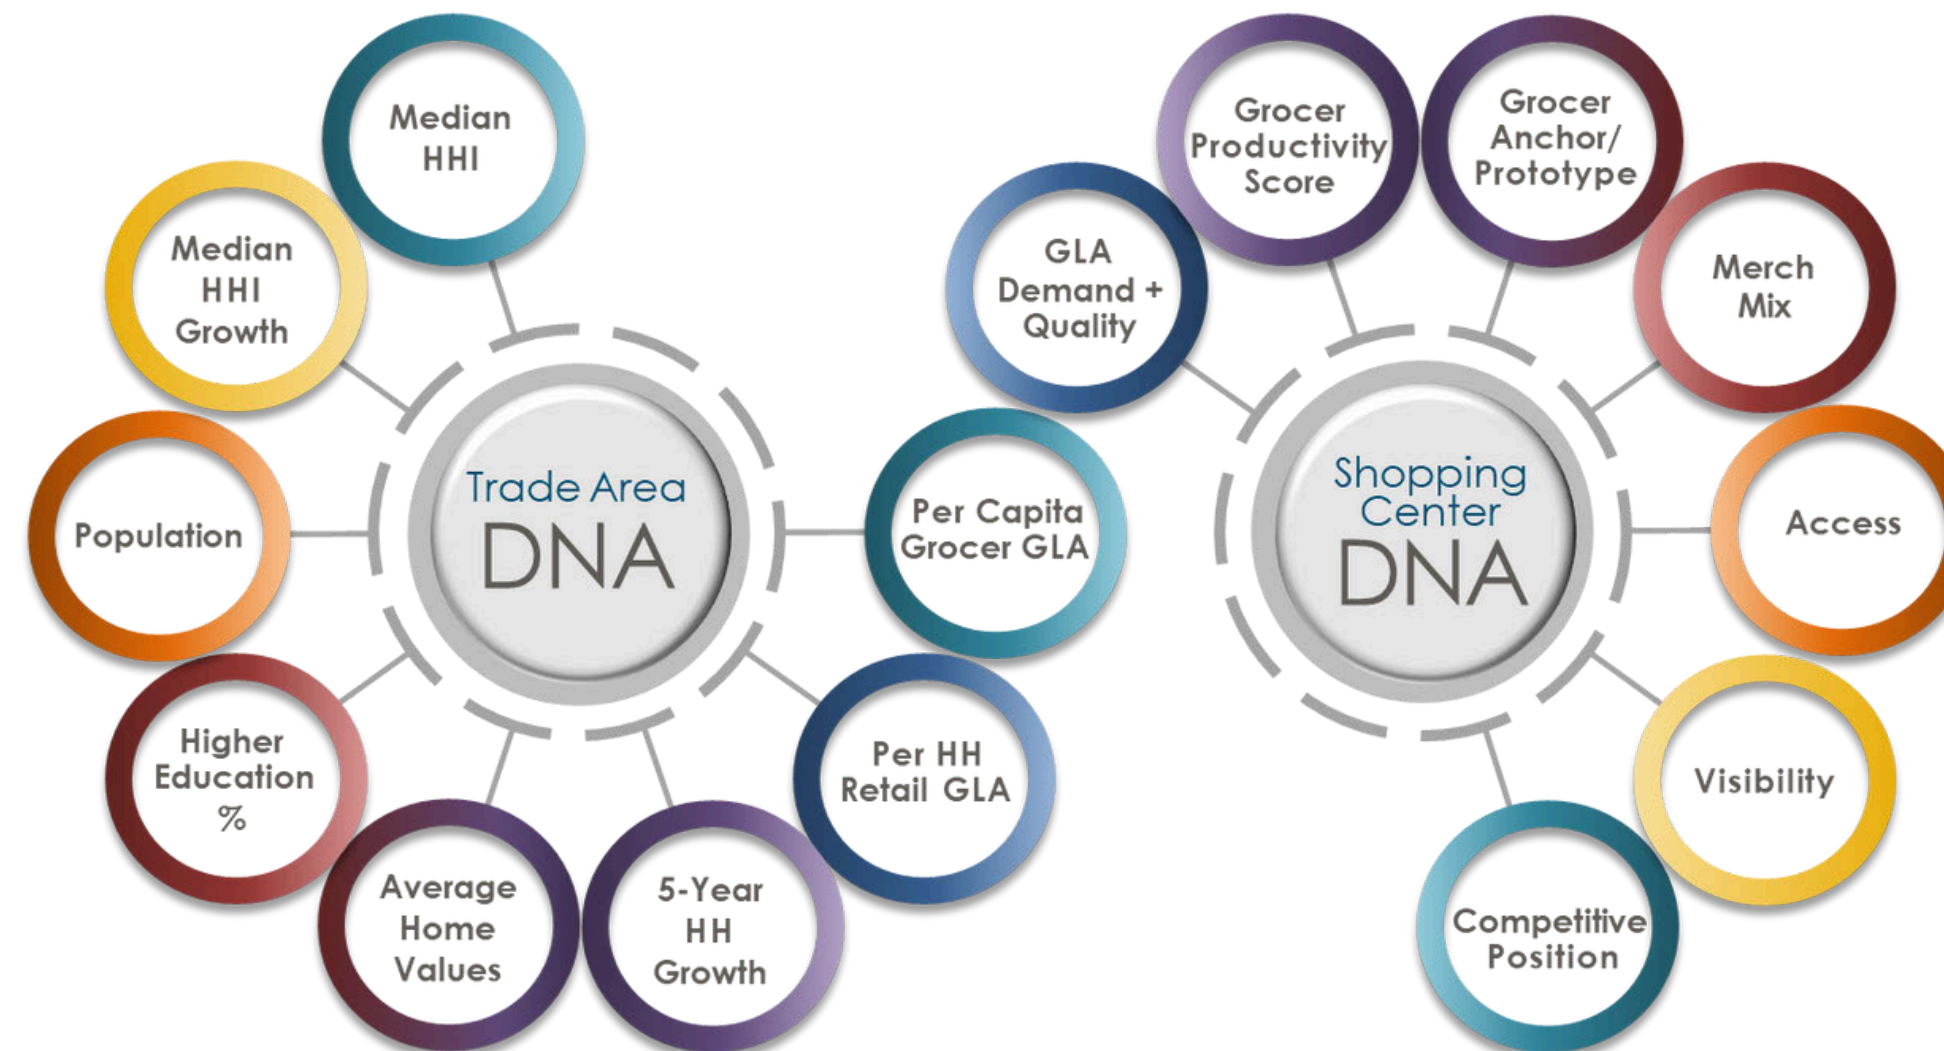 Median
HHI
Median
HHI
Growth
Population
Higher
Education
%
Average
Home
Values
5-Year
HH
Growth
Per HH
Retail GLA
Per Capita
Grocer GLA
Trade Area
DNA
GLA
Demand +
Quality
Grocer
Productivity
Score
Grocer
Anchor/
Prototype
Merch
Mix
Access
Visibility
Competitive
Position
Shopping
Center
DNA